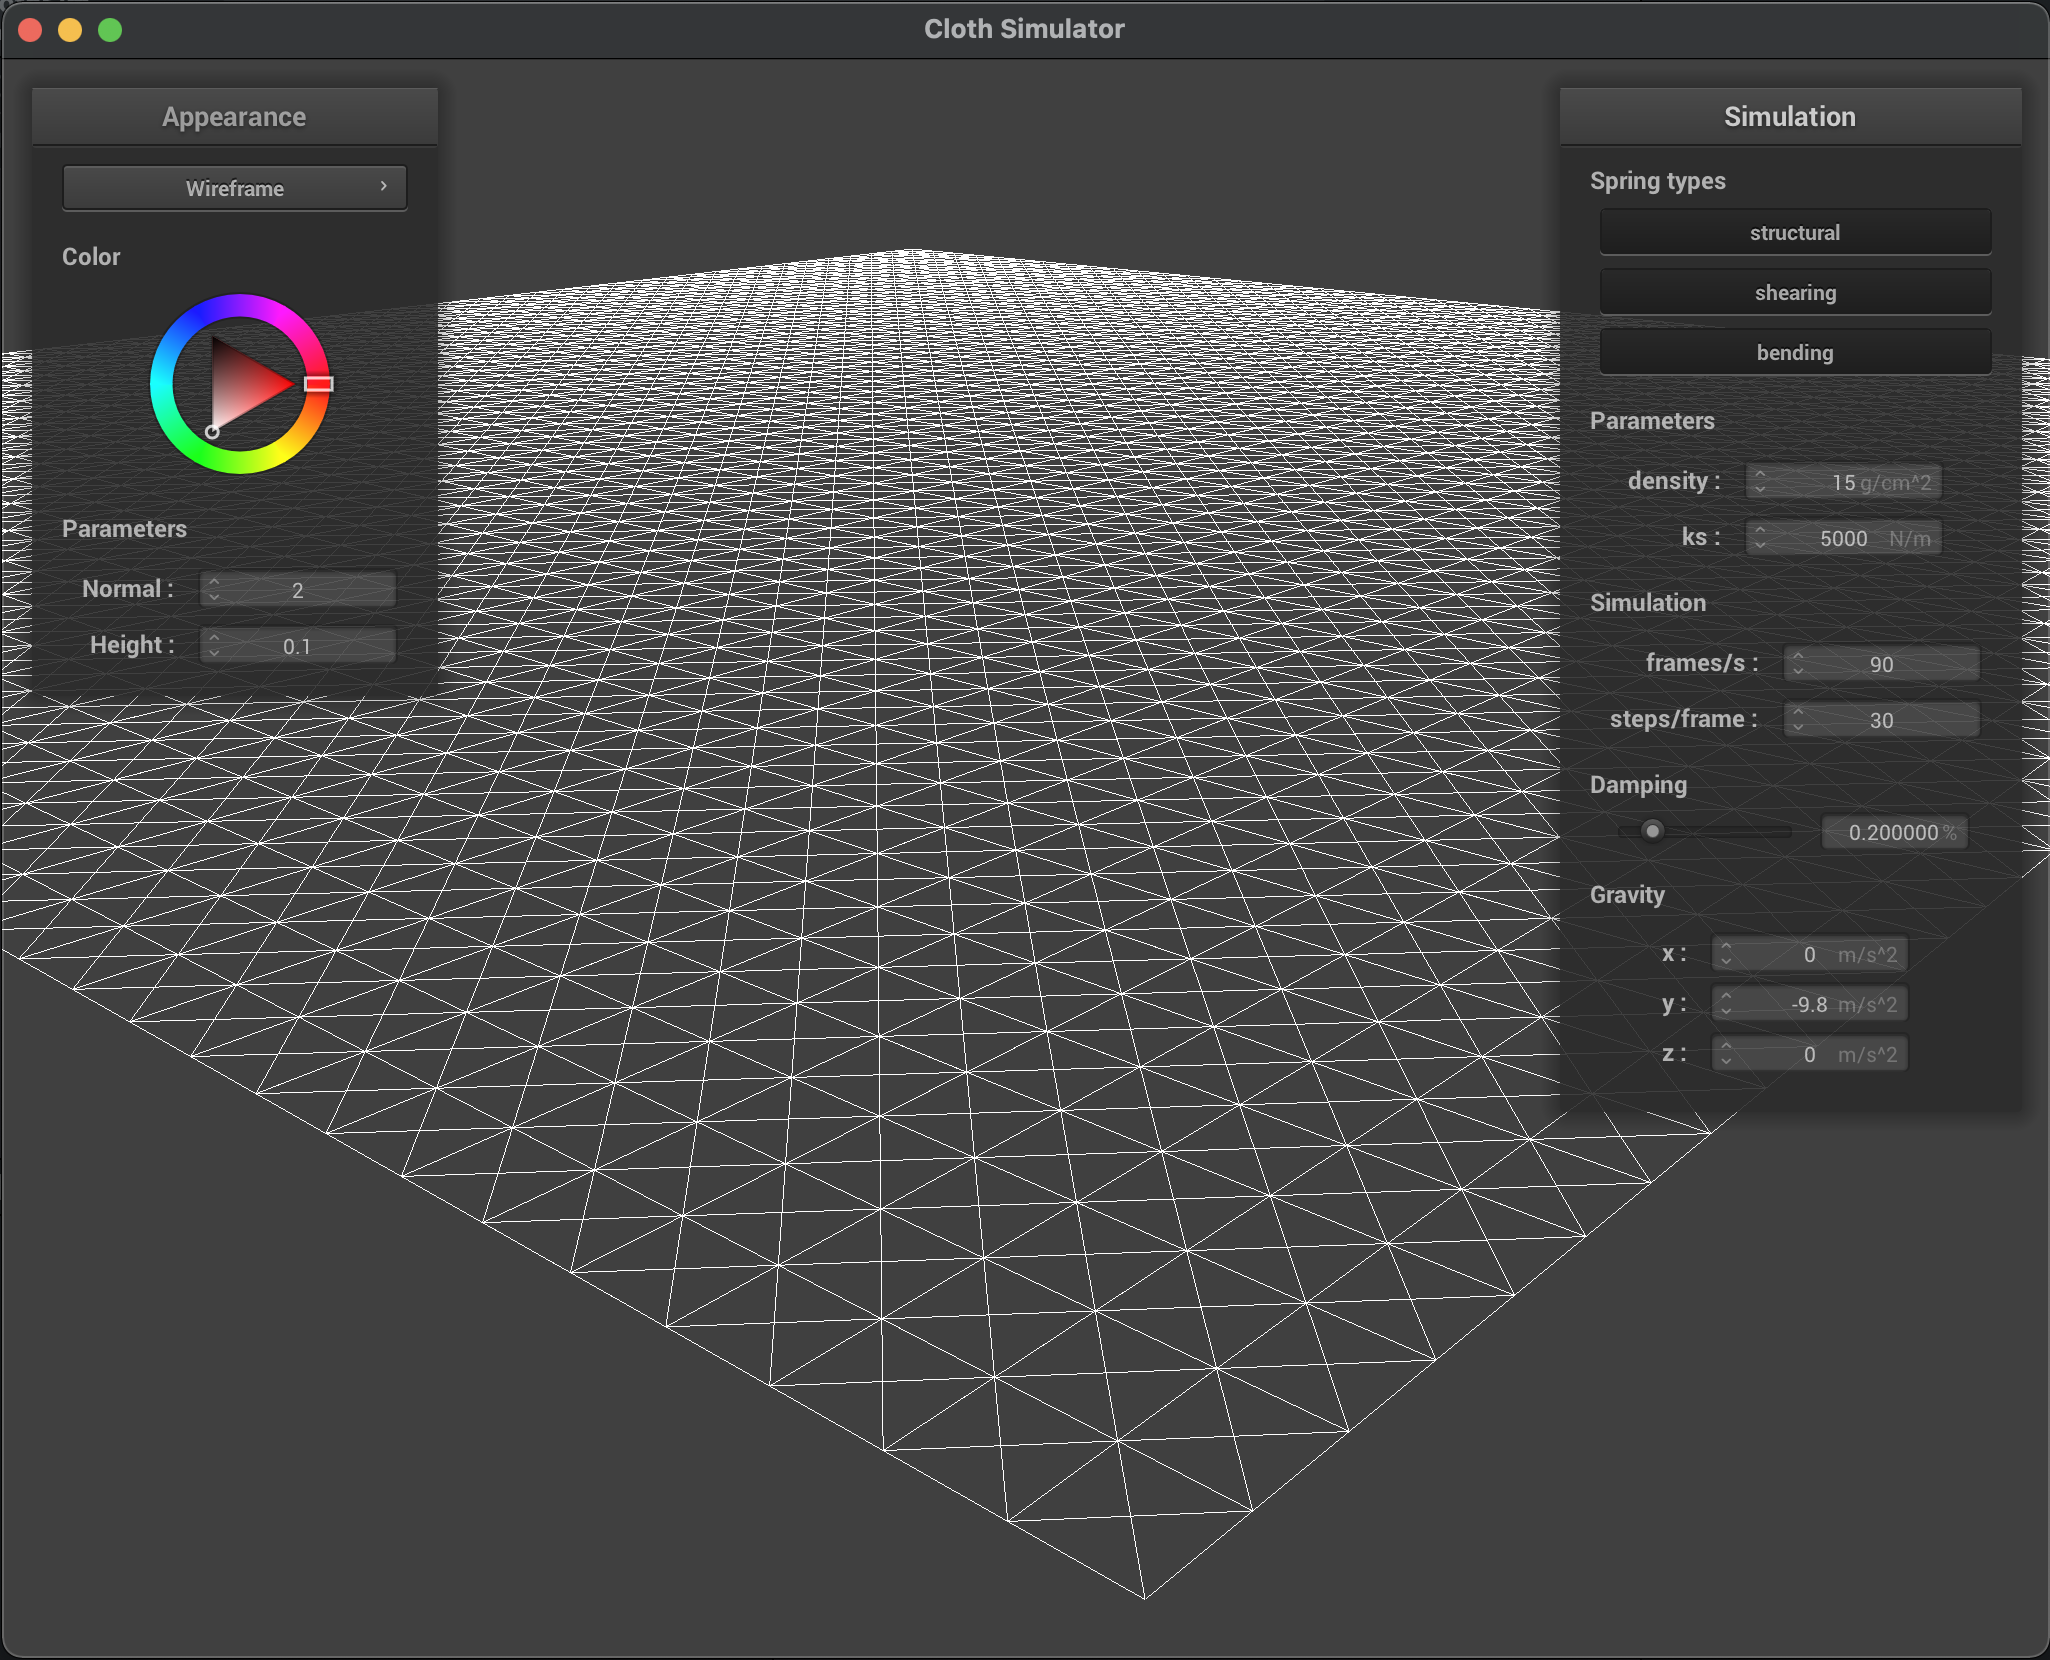 Cloth Simulator
Appearance
Wireframe
Color
Parameters
Normal : 2
Height : 0.1
Simulation
Spring types
structural
shearing
bending
Parameters
density : 15 g/cm^2
ks : 5000 N/m
Simulation
frames/s : 90
steps/frame : 30
Damping
0.200000 %
Gravity
x : 0 m/s^2
y : -9.8 m/s^2
z : 0 m/s^2